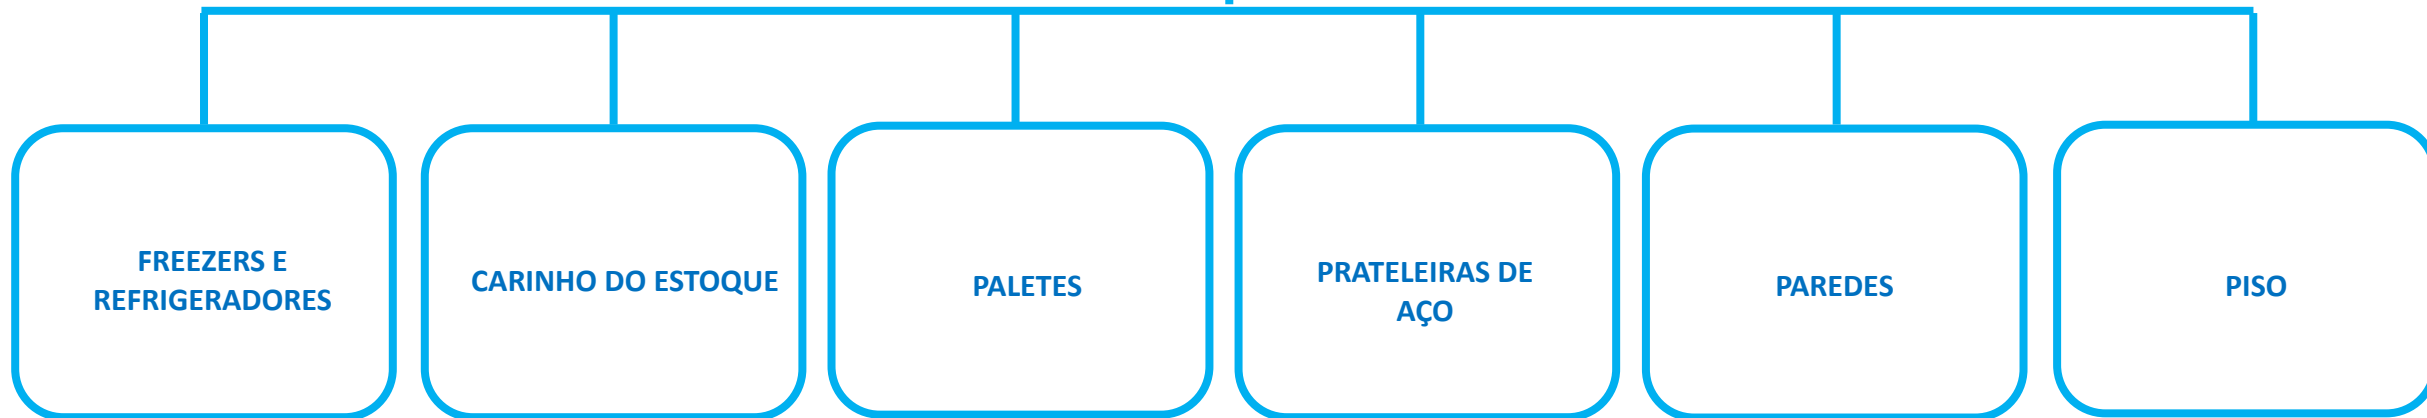 FREEZERS E
REFRIGERADORES
CARINHO DO ESTOQUE
PALETES
PRATELEIRAS DE
AÇO
PAREDES
PISO